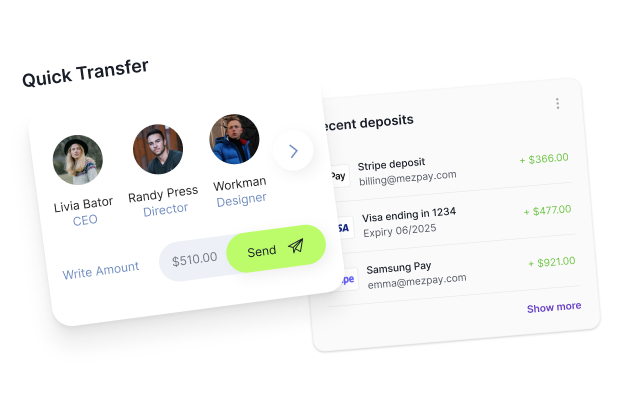 Quick Transfer
Livia Bator
CEO
Randy Press
Director
Workman
Designer
Write Amount
$510.00
Send
ecent deposits
Pay
Stripe deposit
billing@mezpay.com
+ $366.00
SA
Visa ending in 1234
Expiry 06/2025
+ $477.00
ipe
Samsung Pay
emma@mezpay.com
+ $921.00
Show more